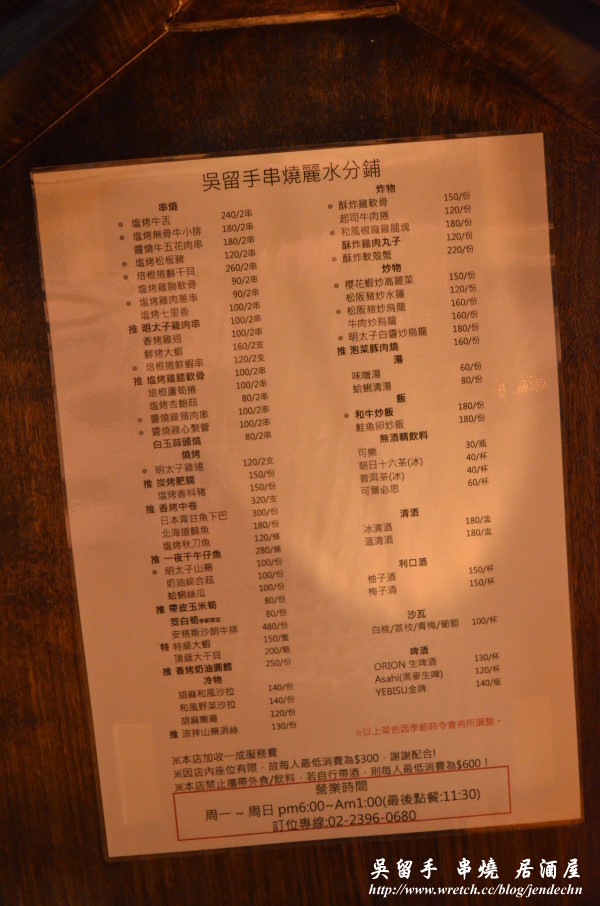 吳留手串燒麗水分鋪
串燒
塩烤牛舌 240/2串
塩烤無骨牛小排 180/2串
醬燒牛五花肉串 180/2串
塩烤松板豬 120/2串
培根捲鮮干貝 260/2串
塩烤雞胸軟骨 90/2串
塩烤雞肉蔥串 90/2串
塩烤七里香 100/2串
推 明太子雞肉串 100/2串
香烤雞翅 100/2串
鮮烤大蝦 160/2支
培根捲鮮蝦串 120/2串
推 塩烤雞膝軟骨 100/2串
培根蘆筍捲 100/2串
塩烤杏鮑菇 80/2串
醬燒雞頸肉串 100/2串
醬燒雞心繫管 100/2串
白玉蒜頭燒 80/2串
燒烤
明太子雞翅 120/2支
推 炭烤肥腸 150/份
塩烤香料豬 150/份
推 香烤中卷 320/支
日本青甘魚下巴 300/份
北海道鯖魚 180/份
塩烤秋刀魚 120/條
推 一夜干午仔魚 280/條
明太子山藥 100/份
奶油綜合菇 100/份
蛤蜊絲瓜 100/份
推 帶皮玉米筍 80/份
筊白筍 80/份
安格斯沙朗牛排 480/份
特 特級大蝦 150/隻
頂級大干貝 200/顆
推 香烤奶油圓鱈 250/份
冷物
胡麻和風沙拉 140/份
和風野菜沙拉 140/份
胡麻嫩雞 120/份
推 涼拌山藥細絲 130/份
炸物
酥炸雞軟骨 150/份
起司牛肉捲 120/份
和風椒麻雞腿塊 180/份
酥炸雞肉丸子 120/份
酥炸軟殼蟹 220/份
炒物
櫻花蝦炒高麗菜 150/份
松阪豬炒水蓮 120/份
松阪豬炒烏龍 160/份
牛肉炒烏龍 160/份
明太子白醬炒烏龍 180/份
推 泡菜豚肉燒 160/份
湯
味噌湯 60/份
蛤蜊清湯 80/份
飯
和牛炒飯 180/份
鮭魚卵炒飯 180/份
無酒精飲料
可樂 30/瓶
朝日十六茶(冰) 40/杯
普洱茶(冰) 40/杯
可爾必思 60/杯
清酒
冰清酒 180/盅
溫清酒 180/盅
利口酒
柚子酒 150/杯
梅子酒 150/杯
沙瓦
白桃/荔枝/青梅/葡萄 100/杯
啤酒
ORION 生啤酒 130/杯
Asahi(黑麥生啤) 120/杯
YEBISU金牌 140/瓶
☆以上菜色因季節時令會有所調整。
※本店加收一成服務費
※因店內座位有限，故每人最低消費為$300，謝謝配合!
※本店禁止攜帶外食/飲料，若自行帶酒，則每人最低消費為$600！
營業時間
周一 ~ 周日 pm6:00~Am1:00(最後點餐:11:30)
訂位專線:02-2396-0680
吳留手 串燒 居酒屋
http://www.wretch.cc/blog/jendechn